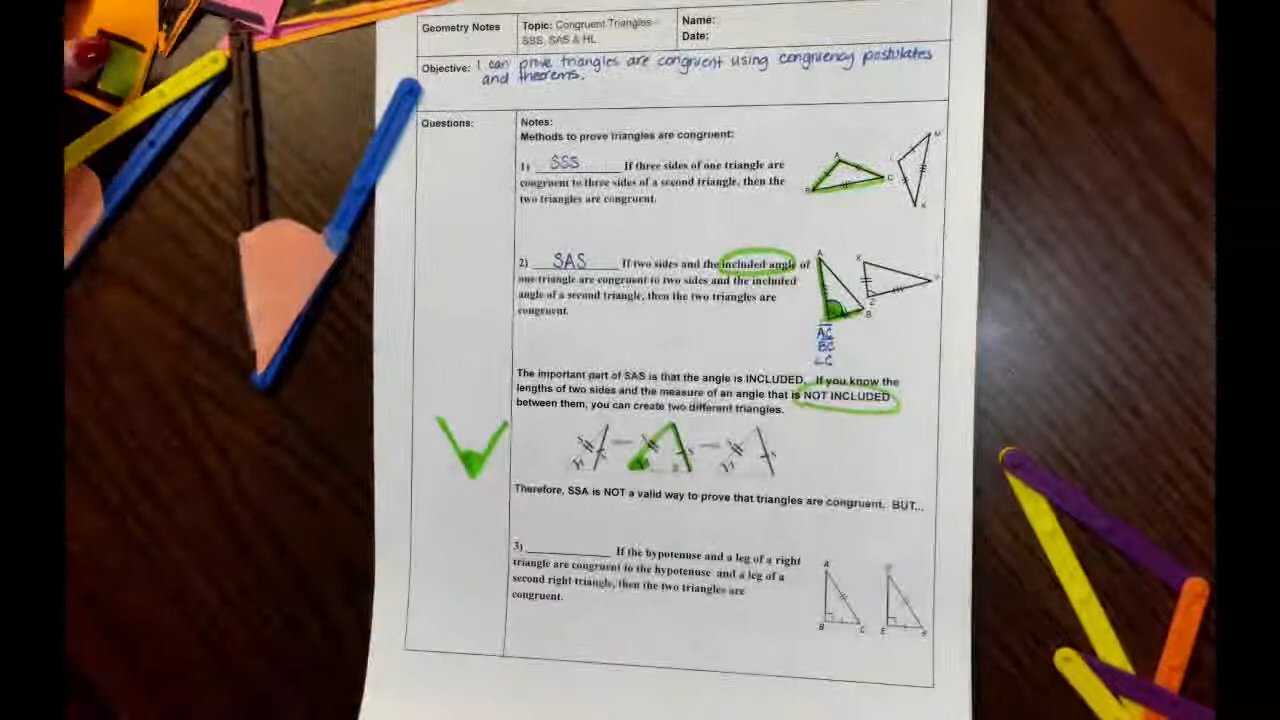 Geometry Notes
Topic: Congruent Triangles –
SSS, SAS & HL
Name:
Date:
Objective: I can prove triangles are congruent using congruency postulates
and theorems.
Questions:
Notes:
Methods to prove triangles are congruent:
1) SSS If three sides of one triangle are
congruent to three sides of a second triangle, then the
two triangles are congruent.
A
B
C
M
K
2) SAS If two sides and the included angle of
one triangle are congruent to two sides and the included
angle of a second triangle, then the two triangles are
congruent.
A
B
X
Z
AC
BC
∠C
The important part of SAS is that the angle is INCLUDED. If you know the
lengths of two sides and the measure of an angle that is NOT INCLUDED
between them, you can create two different triangles.
Therefore, SSA is NOT a valid way to prove that triangles are congruent. BUT...
3) __________ If the hypotenuse and a leg of a right
triangle are congruent to the hypotenuse and a leg of a
second right triangle, then the two triangles are
congruent.
A
B
C
E